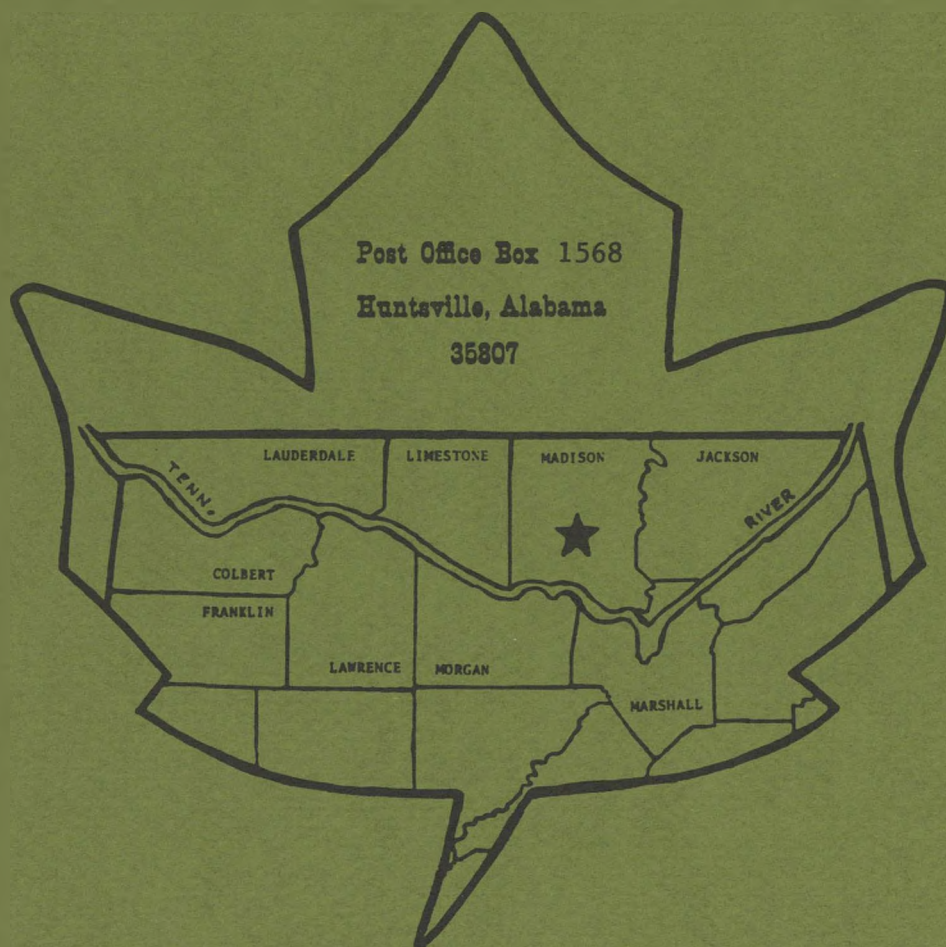 Post Office Box 1568
Huntsville, Alabama
35807
LAUDERDALE LIMESTONE MADISON JACKSON
TENN.
RIVER
COLBERT
FRANKLIN
LAWRENCE MORGAN
MARSHALL